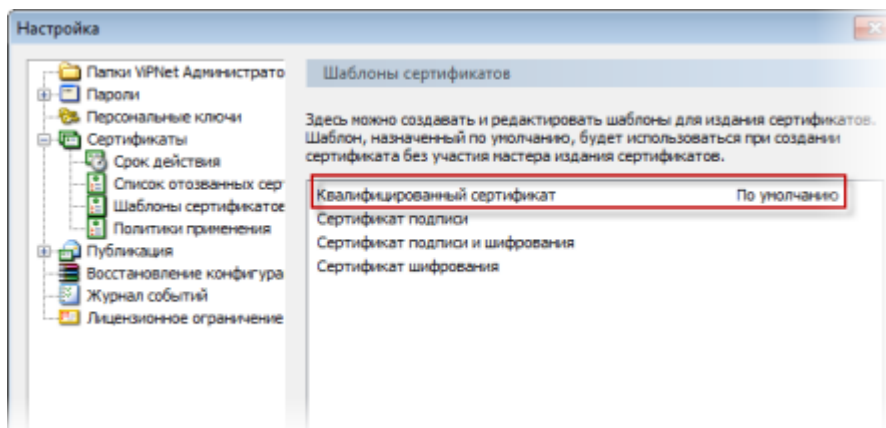 Настройка
Папки ViPNet Администрато
Пароли
Персональные ключи
Сертификаты
Срок действия
Список отозванных сер
Шаблоны сертификатов
Политики применения
Публикация
Восстановление конфигура
Журнал событий
Лицензионное ограничение
Шаблоны сертификатов
Здесь можно создавать и редактировать шаблоны для издания сертификатов.
Шаблон, назначенный по умолчанию, будет использоваться при создании
сертификата без участия мастера издания сертификатов.
Квалифицированный сертификат По умолчанию
Сертификат подписи
Сертификат подписи и шифрования
Сертификат шифрования